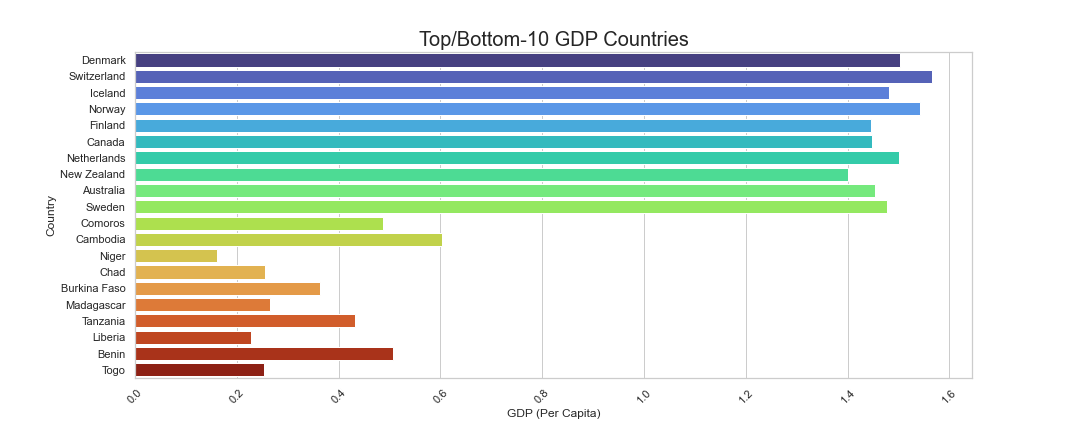 Top/Bottom-10 GDP Countries
Denmark
Switzerland
Iceland
Norway
Finland
Canada
Netherlands
New Zealand
Australia
Sweden
Comoros
Cambodia
Niger
Chad
Burkina Faso
Madagascar
Tanzania
Liberia
Benin
Togo
Country
0.0 0.2 0.4 0.6 0.8 1.0 1.2 1.4 1.6
GDP (Per Capita)